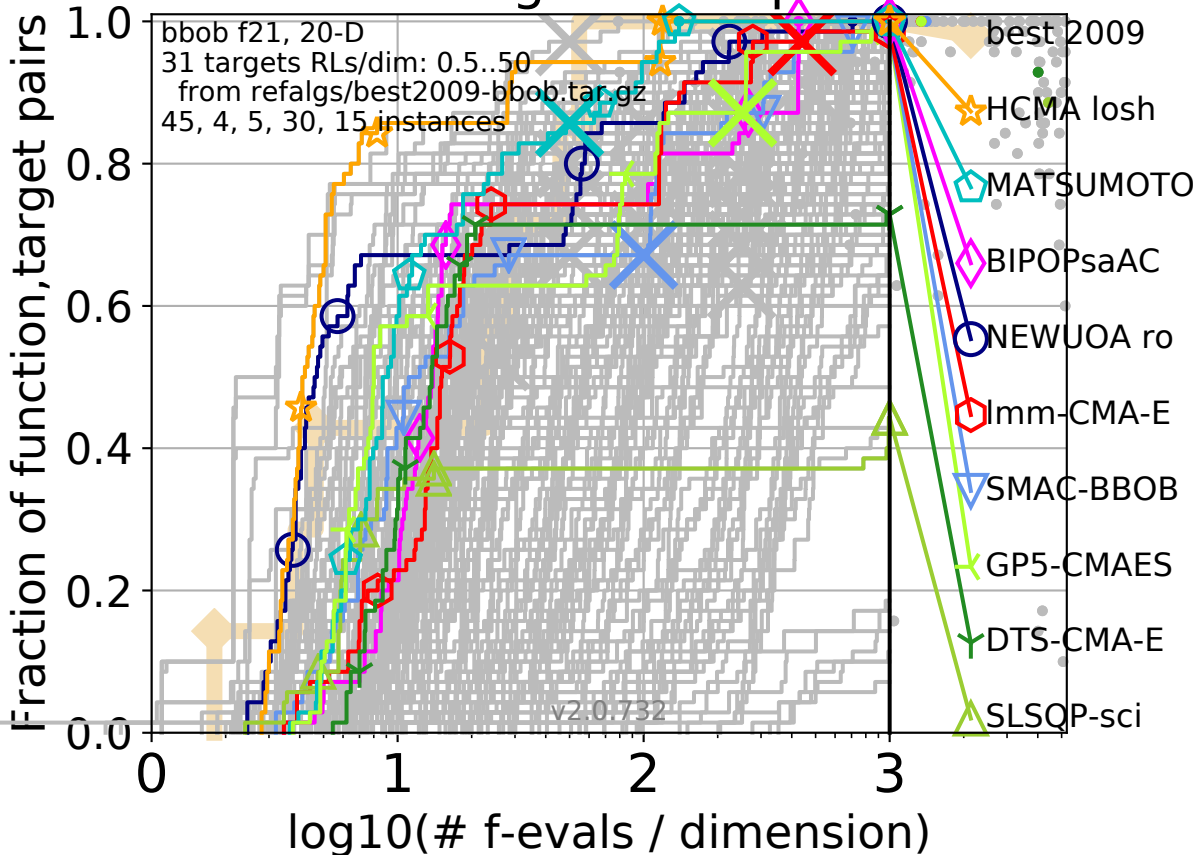 bbob f21, 20-D
31 targets RLs/dim: 0.5..50
from refalgs/best2009-bbob.tar.gz
45, 4, 5, 30, 15 instances
Fraction of function,target pairs
1.0
0.8
0.6
0.4
0.2
0.0
best 2009
HCMA losh
MATSUMOTO
BIPOPsaAC
NEWUOA ro
lmm-CMA-E
SMAC-BBOB
GP5-CMAES
DTS-CMA-E
SLSQP-sci
v2.0.732
0 1 2 3
log10(# f-evals / dimension)